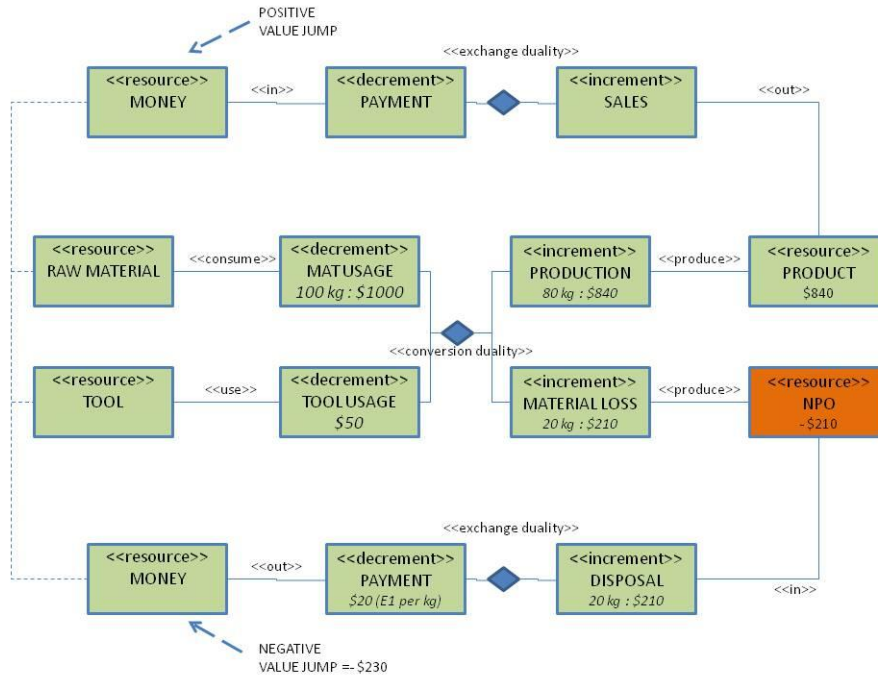 POSITIVE
VALUE JUMP
<<exchange duality>>
<<resource>>
MONEY
<<in>>
<<decrement>>
PAYMENT
<<increment>>
SALES
<<out>>
<<resource>>
RAW MATERIAL
<<consume>>
<<decrement>>
MAT USAGE
100 kg : $1000
<<increment>>
PRODUCTION
80 kg : $840
<<produce>>
<<resource>>
PRODUCT
$840
<<conversion duality>>
<<resource>>
TOOL
<<use>>
<<decrement>>
TOOL USAGE
$50
<<increment>>
MATERIAL LOSS
20 kg : $210
<<produce>>
<<resource>>
NPO
-$210
<<exchange duality>>
<<resource>>
MONEY
<<out>>
<<decrement>>
PAYMENT
$20 (E1 per kg)
<<increment>>
DISPOSAL
20 kg : $210
<<in>>
NEGATIVE
VALUE JUMP =- $230